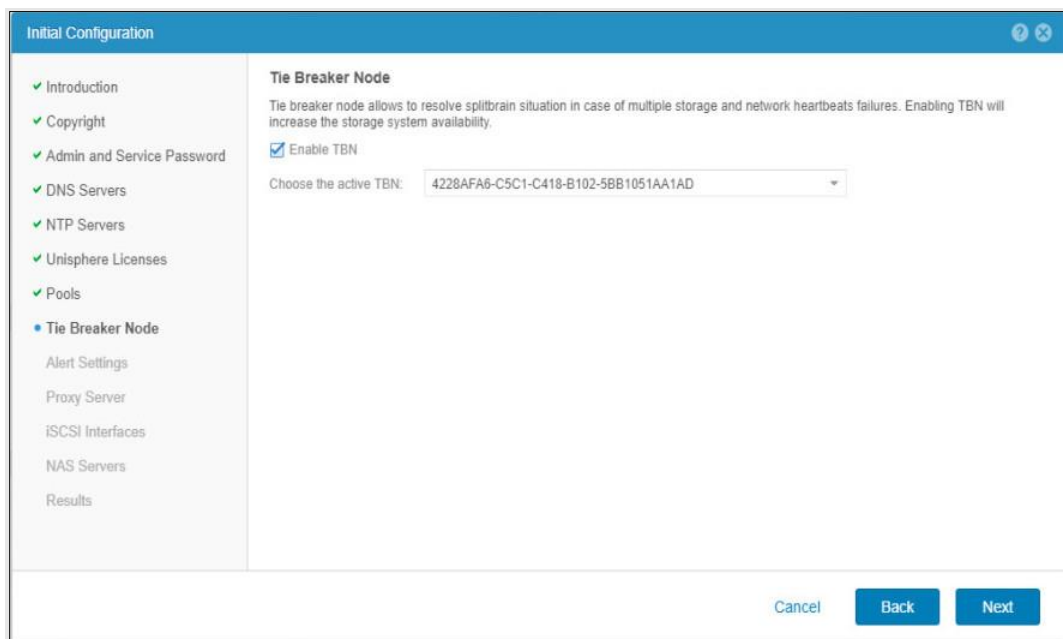 Initial Configuration
Introduction
Copyright
Admin and Service Password
DNS Servers
NTP Servers
Unisphere Licenses
Pools
Tie Breaker Node
Alert Settings
Proxy Server
iSCSI Interfaces
NAS Servers
Results
Tie Breaker Node
Tie breaker node allows to resolve splitbrain situation in case of multiple storage and network heartbeats failures. Enabling TBN will
increase the storage system availability.
Enable TBN
Choose the active TBN: 4228AFA6-C5C1-C418-B102-5BB1051AA1AD
Cancel Back Next